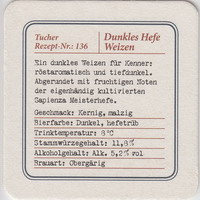 Tucher
Rezept-Nr.: 136
Dunkles Hefe
Weizen
Ein dunkles Weizen für Kenner:
röstaromatisch und tiefdunkel.
Abgerundet mit fruchtigen Noten
der eigenhändig kultivierten
Sapienza Meisterhefe.
Geschmack: Kernig, malzig
Bierfarbe: Dunkel, hefetrüb
Trinktemperatur: 8°C
Stammwürzegehalt: 11,8%
Alkoholgehalt: Alk. 5,2% vol
Brauart: Obergärig